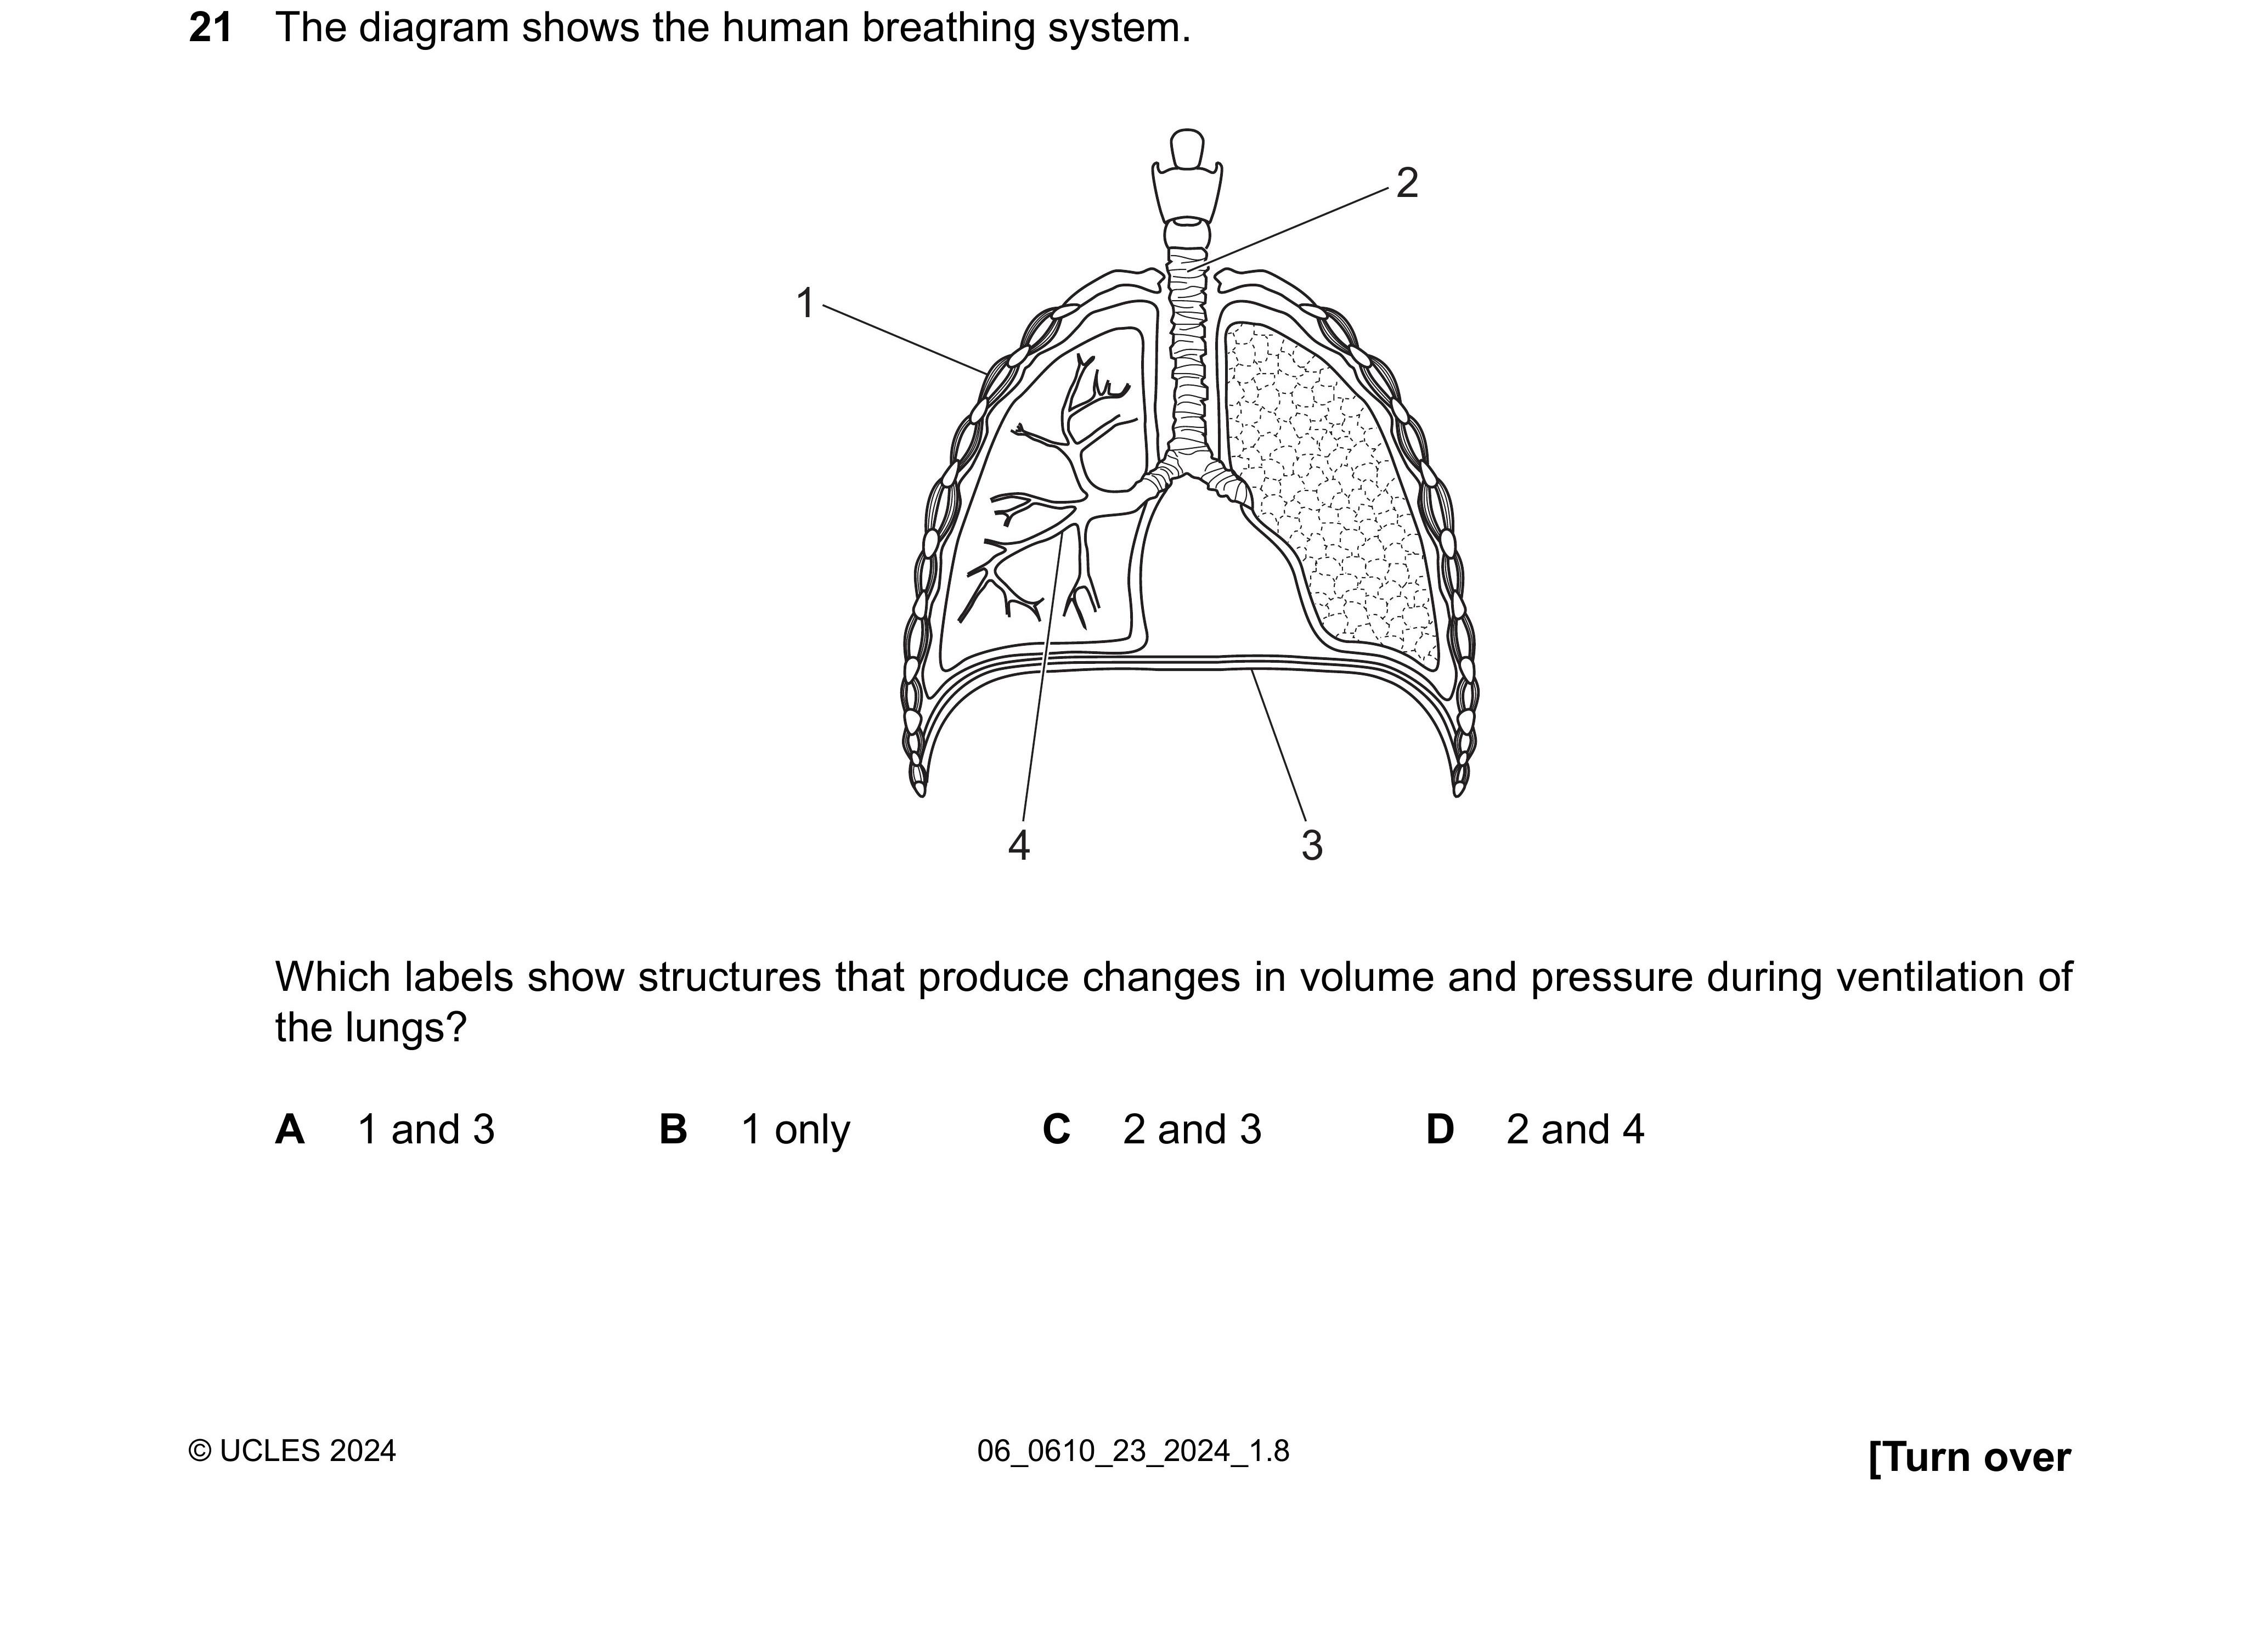 21 The diagram shows the human breathing system.
2
1
4
3
Which labels show structures that produce changes in volume and pressure during ventilation of
the lungs?
A 1 and 3 B 1 only C 2 and 3 D 2 and 4
© UCLES 2024 06_0610_23_2024_1.8 [Turn over